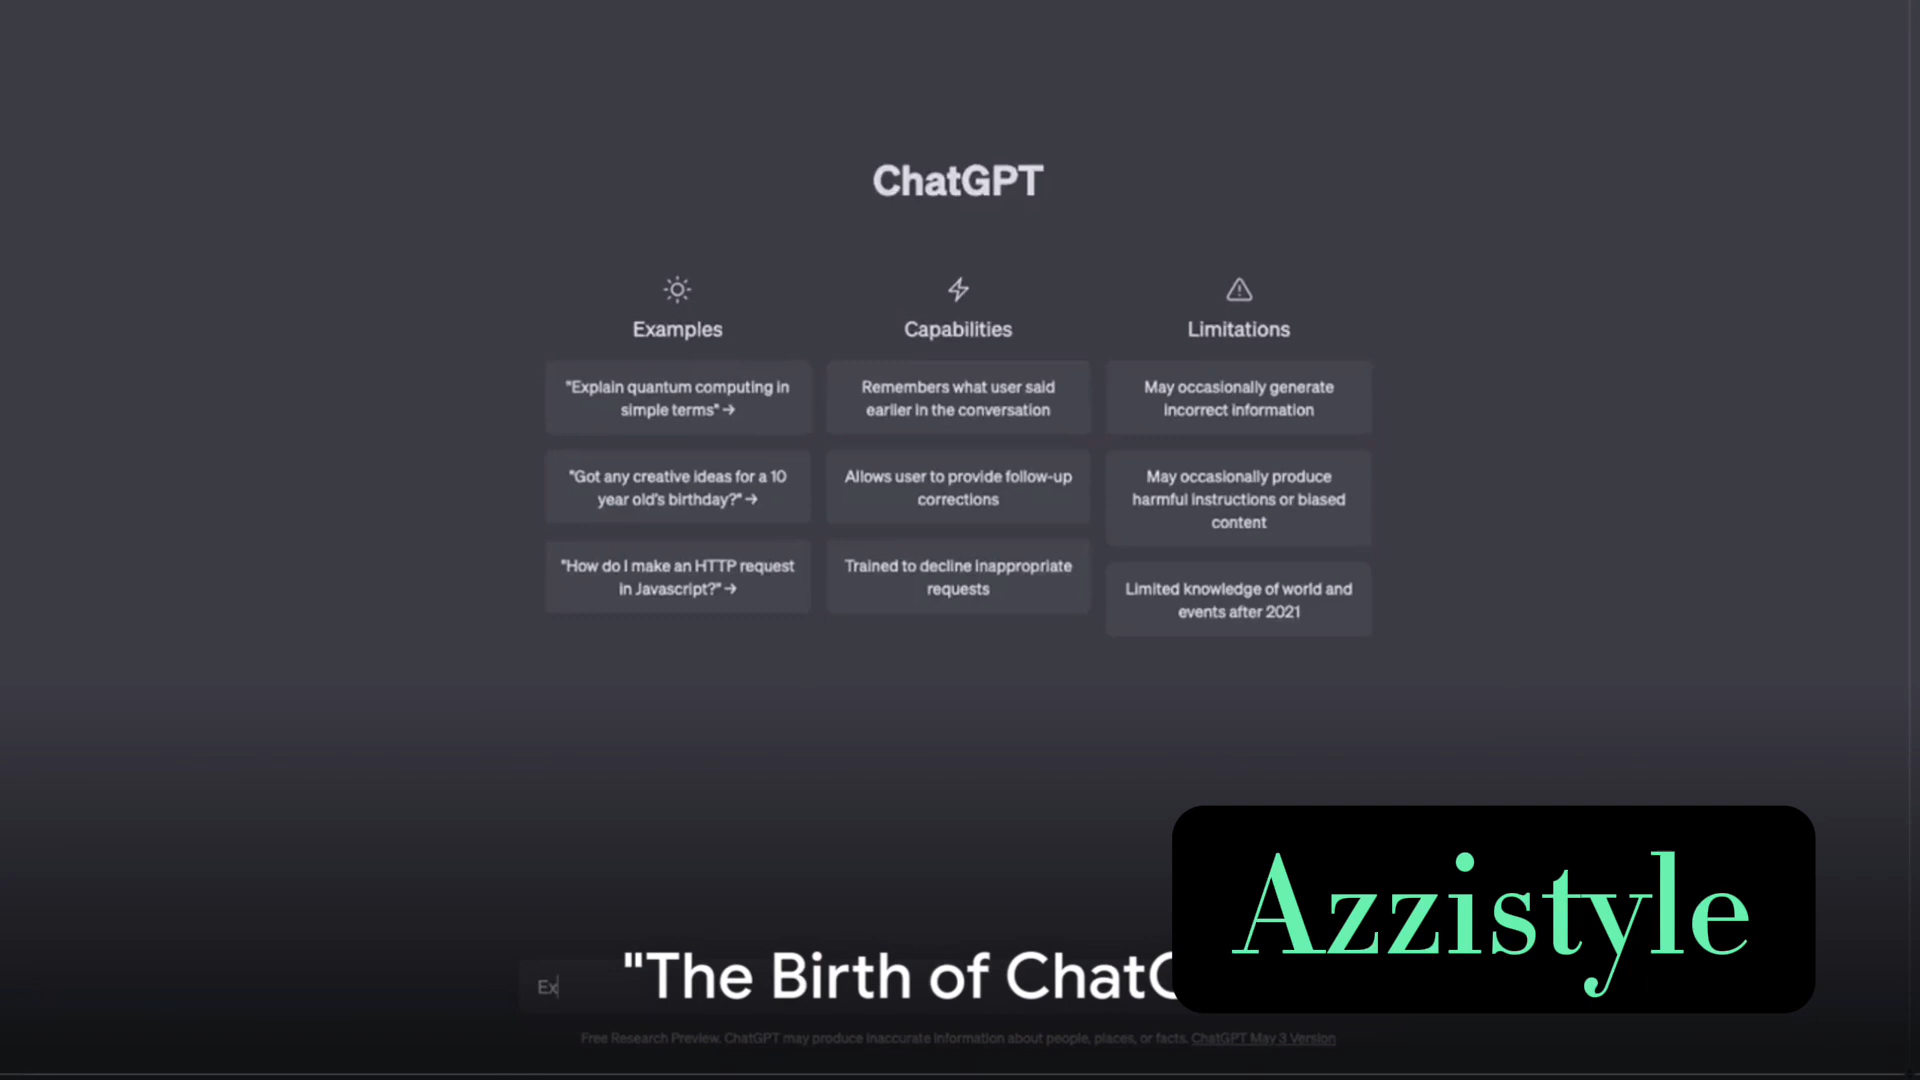 ChatGPT
Examples
"Explain quantum computing in
simple terms" →
"Got any creative ideas for a 10
year old's birthday?" →
"How do I make an HTTP request
in Javascript?" →
Capabilities
Remembers what user said
earlier in the conversation
Allows user to provide follow-up
corrections
Trained to decline inappropriate
requests
Limitations
May occasionally generate
incorrect information
May occasionally produce
harmful instructions or biased
content
Limited knowledge of world and
events after 2021
Ex
"The Birth of Chat
Azzistyle
Free Research Preview. ChatGPT may produce inaccurate information about people, places, or facts. ChatGPT May 3 Version